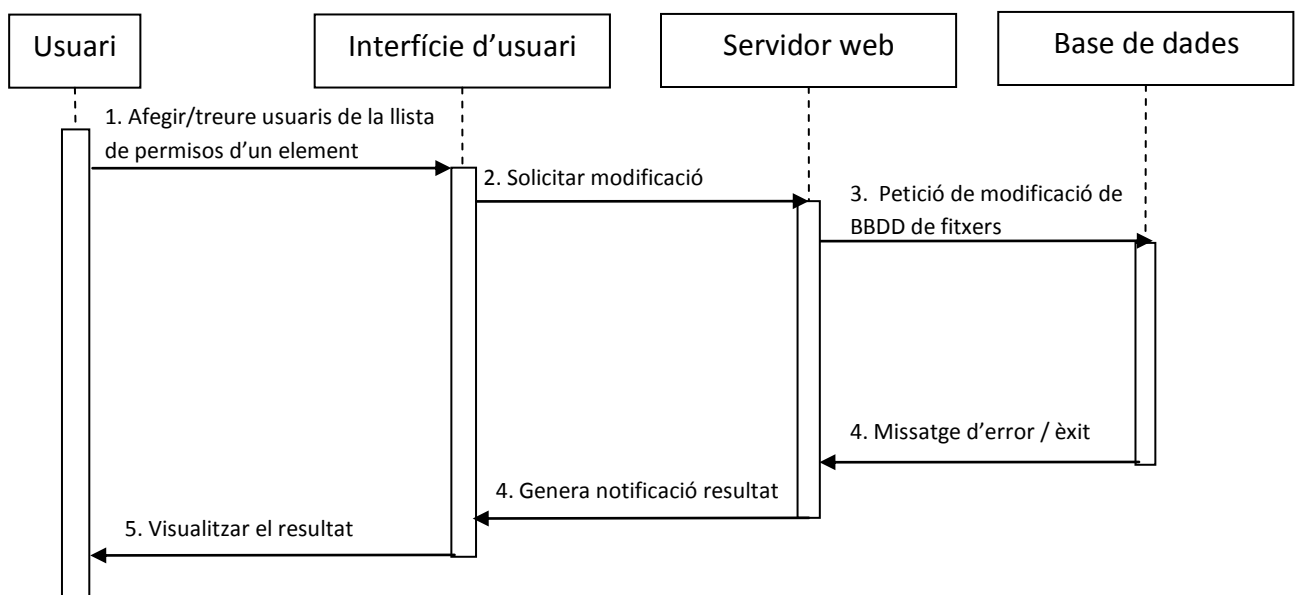 Usuari
Interfície d’usuari
Servidor web
Base de dades
1. Afegir/treure usuaris de la llista
de permisos d’un element
2. Solicitar modificació
3.  Petició de modificació de
BBDD de fitxers
4. Missatge d’error / èxit
4. Genera notificació resultat
5. Visualitzar el resultat